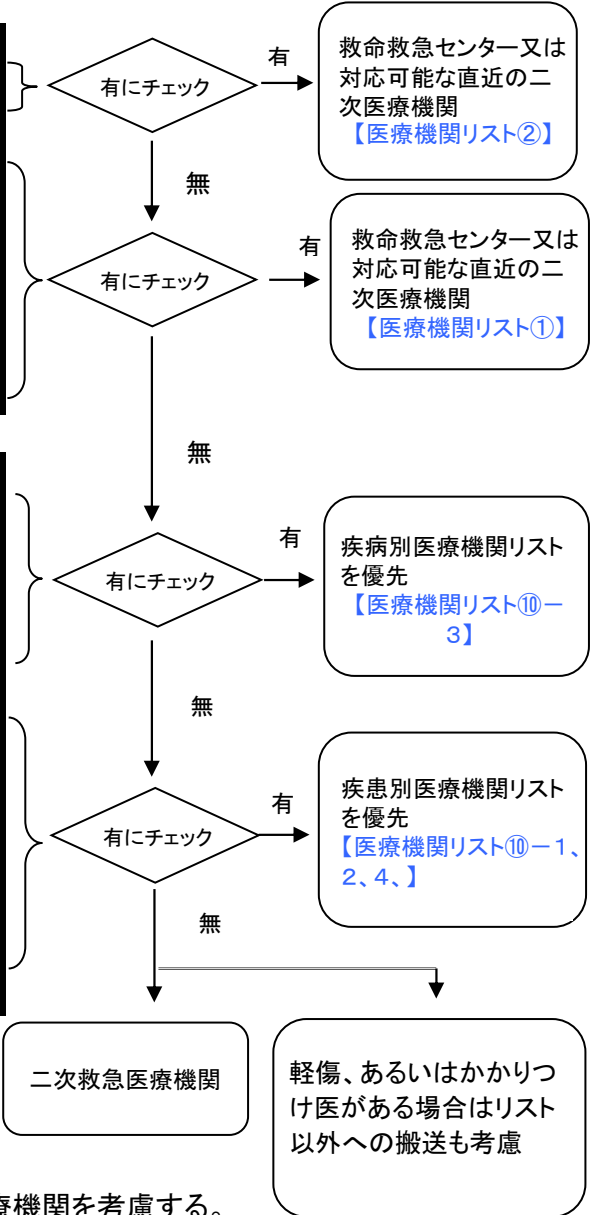 有にチェック
有
救命救急センター又は
対応可能な直近の二
次医療機関
【医療機関リスト②】
無
有にチェック
有
救命救急センター又は
対応可能な直近の二
次医療機関
【医療機関リスト①】
無
有にチェック
有
疾病別医療機関リスト
を優先
【医療機関リスト⑩－
３】
無
有にチェック
有
疾患別医療機関リスト
を優先
【医療機関リスト⑩－１、
２、４、】
無
二次救急医療機関
軽傷、あるいはかかりつ
け医がある場合はリスト
以外への搬送も考慮
療機関を考慮する。